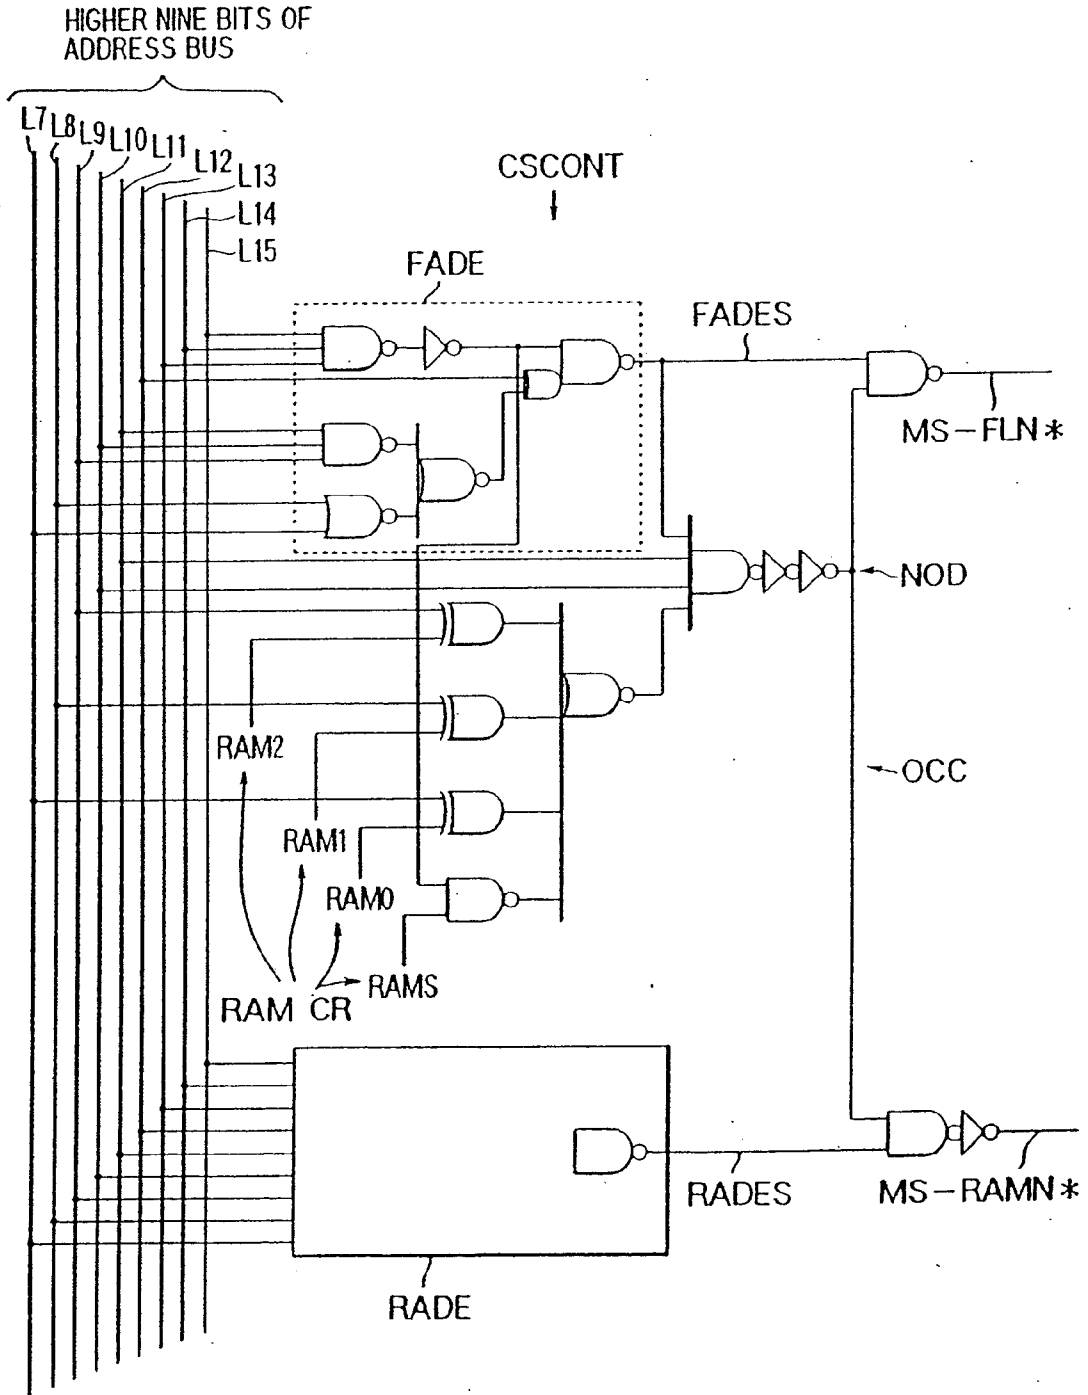 HIGHER NINE BITS OF
ADDRESS BUS
L7
L8
L9
L10
L11
L12
L13
L14
L15
CSCONT
FADE
FADES
MS-FLN*
NOD
OCC
RAM2
RAM1
RAM0
RAMS
RAM CR
RADES
MS-RAMN*
RADE